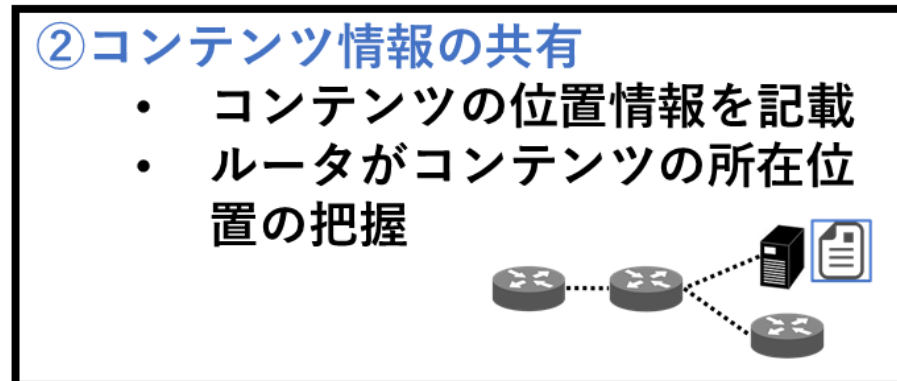 ②コンテンツ情報の共有
• コンテンツの位置情報を記載
• ルータがコンテンツの所在位
置の把握